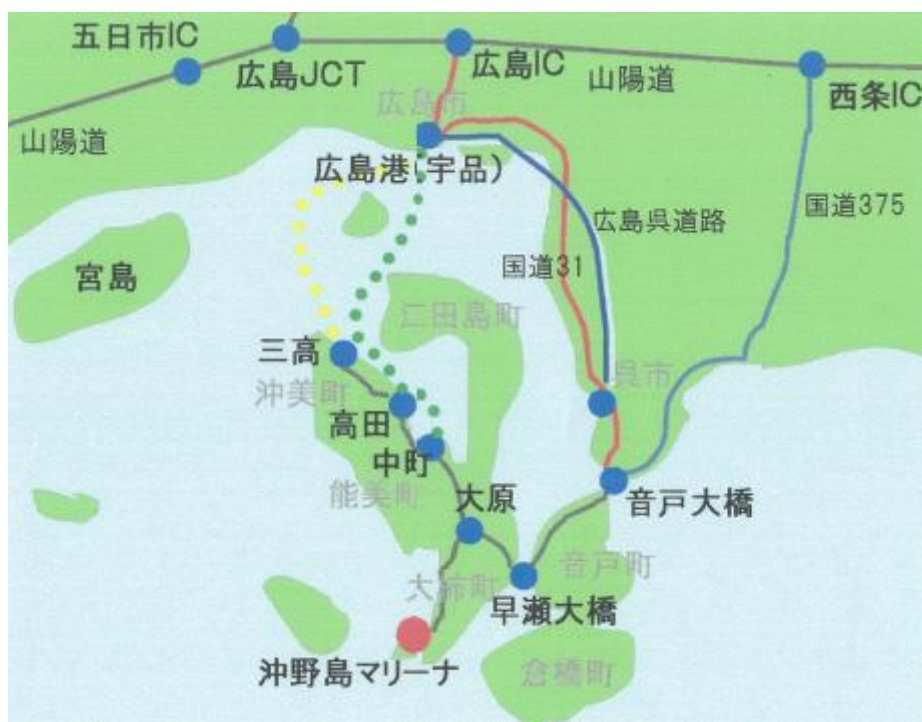 五日市IC
広島JCT
広島IC
山陽道
西条IC
広島市
山陽道
広島港(宇品)
国道375
広島呉道路
宮島
国道31
江田島町
三高
沖美町
呉市
高田
中町
能美町
大原
音戸大橋
大柿町
音戸町
早瀬大橋
沖野島マリーナ
倉橋町